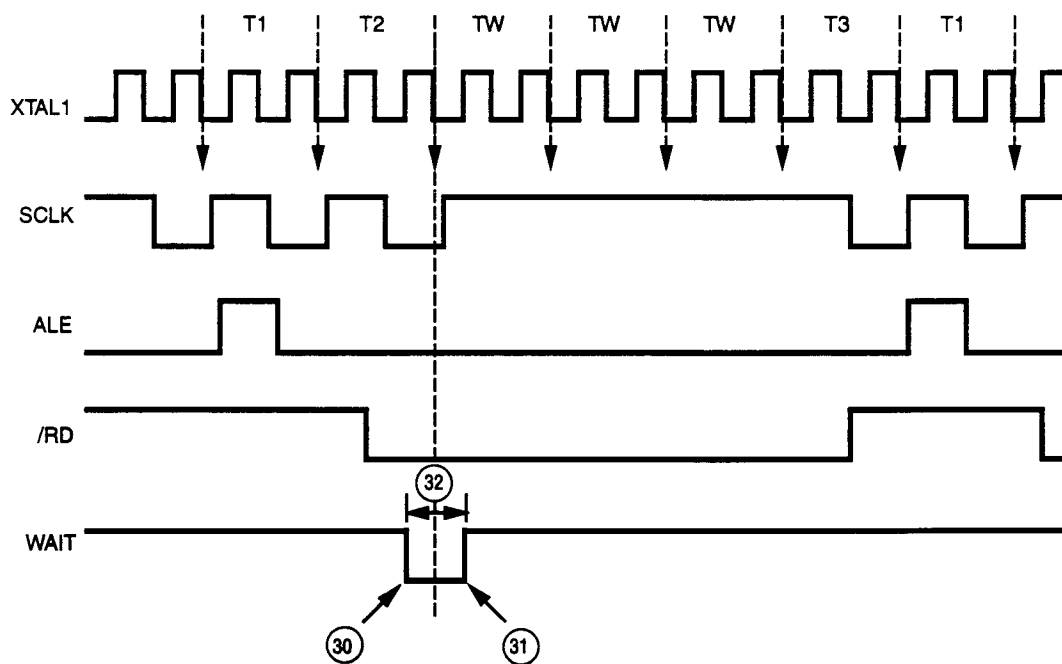 T1 T2 TW TW TW T3 T1
XTAL1
SCLK
ALE
/RD
32
WAIT
30 31